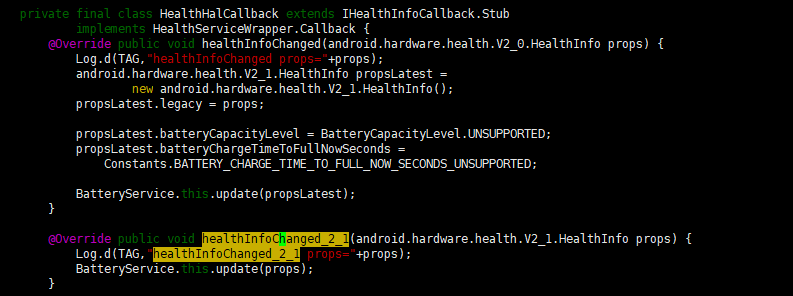 private final class HealthHalCallback extends IHealthInfoCallback.Stub
implements HealthServiceWrapper.Callback {
@Override public void healthInfoChanged(android.hardware.health.V2_0.HealthInfo props) {
Log.d(TAG,"healthInfoChanged props="+props);
android.hardware.health.V2_1.HealthInfo propsLatest =
new android.hardware.health.V2_1.HealthInfo();
propsLatest.legacy = props;
propsLatest.batteryCapacityLevel = BatteryCapacityLevel.UNSUPPORTED;
propsLatest.batteryChargeTimeToFullNowSeconds =
Constants.BATTERY_CHARGE_TIME_TO_FULL_NOW_SECONDS_UNSUPPORTED;
BatteryService.this.update(propsLatest);
}
@Override public void healthInfoChanged_2_1(android.hardware.health.V2_1.HealthInfo props) {
Log.d(TAG,"healthInfoChanged_2_1 props="+props);
BatteryService.this.update(props);
}